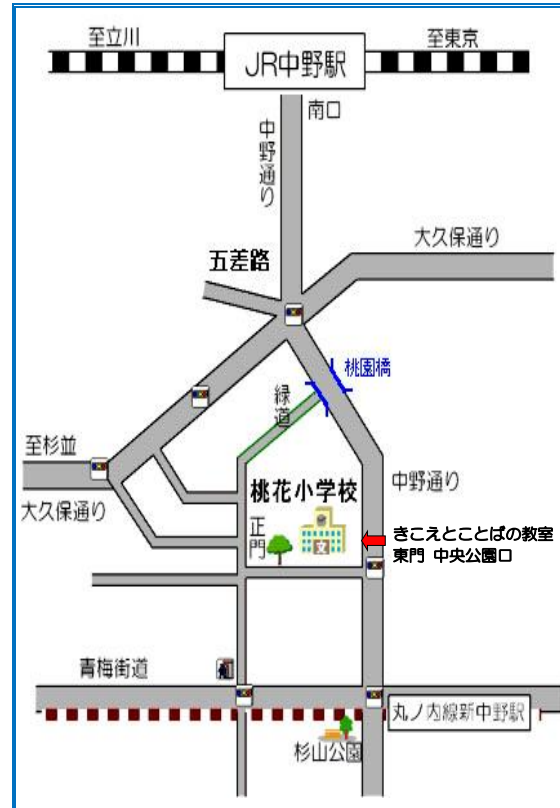 至立川
JR中野駅
至東京
南口
中野通り
大久保通り
五差路
桃園橋
緑道
至杉並
大久保通り
桃花小学校
中野通り
正門
文
きこえとことばの教室
東門 中央公園口
青梅街道
丸ノ内線新中野駅
杉山公園